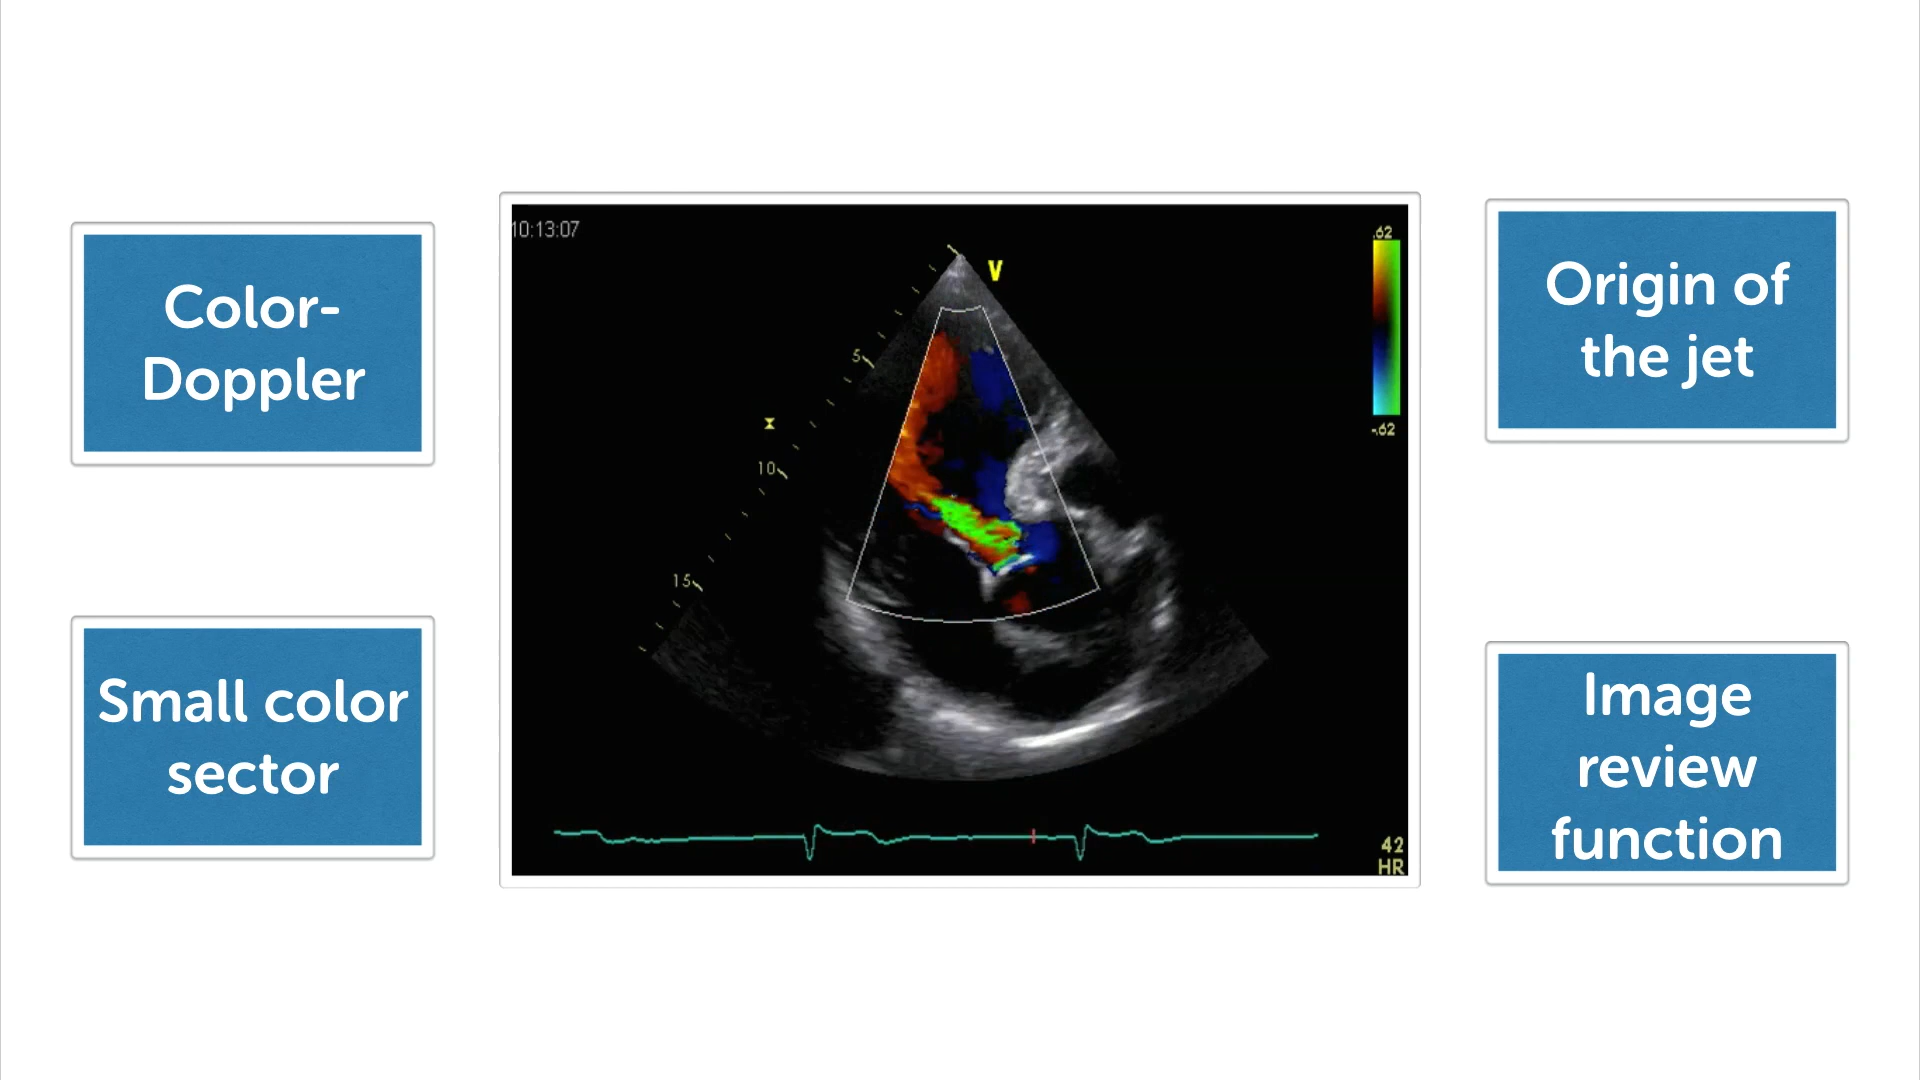 Color-
Doppler
Small color
sector
10:13:07
V
5
10
15
.62
-.62
42
HR
Origin of
the jet
Image
review
function